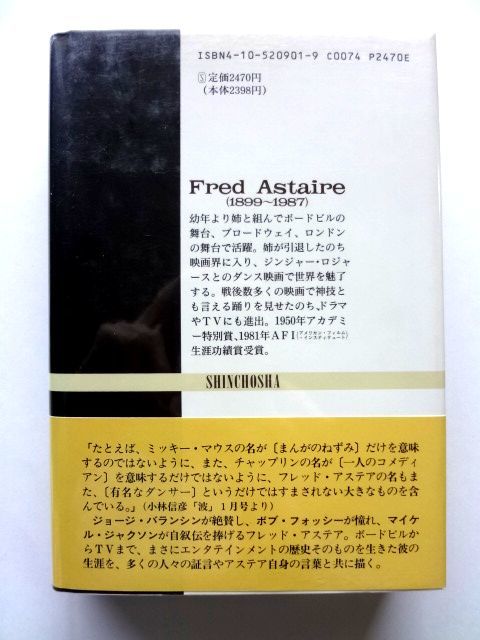 ISBN4-10-520901-9 C0074 P2470E
Ⓢ定価2470円
(本体2398円)
Fred Astaire
(1899~1987)
幼年より姉と組んでボードビルの
舞台、ブロードウェイ、ロンドン
の舞台で活躍。姉が引退したのち
映画界に入り、ジンジャー・ロジャ
ースとのダンス映画で世界を魅了
する。戦後数多くの映画で神技と
も言える踊りを見せたのち、ドラマ
やTVにも進出。1950年アカデミ
ー特別賞、1981年AFI(アメリカン・フィルム・インスティテュート)
生涯功績賞受賞。
SHINCHOSHA
「たとえば、ミッキー・マウスの名が〔まんがのねずみ〕だけを意味
するのではないように、また、チャップリンの名が〔一人のコメディ
アン〕を意味するだけではないように、フレッド・アステアの名もま
た、〔有名なダンサー〕というだけではすまされない大きなものを含
んでいる。」(小林信彦「波」1月号より)
ジョージ・バランシンが絶賛し、ボブ・フォッシーが憧れ、マイケ
ル・ジャクソンが自叙伝を捧げるフレッド・アステア。ボードビルか
らTVまで、まさにエンタテインメントの歴史そのものを生きた彼の
生涯を、多くの人々の証言やアステア自身の言葉と共に描く。